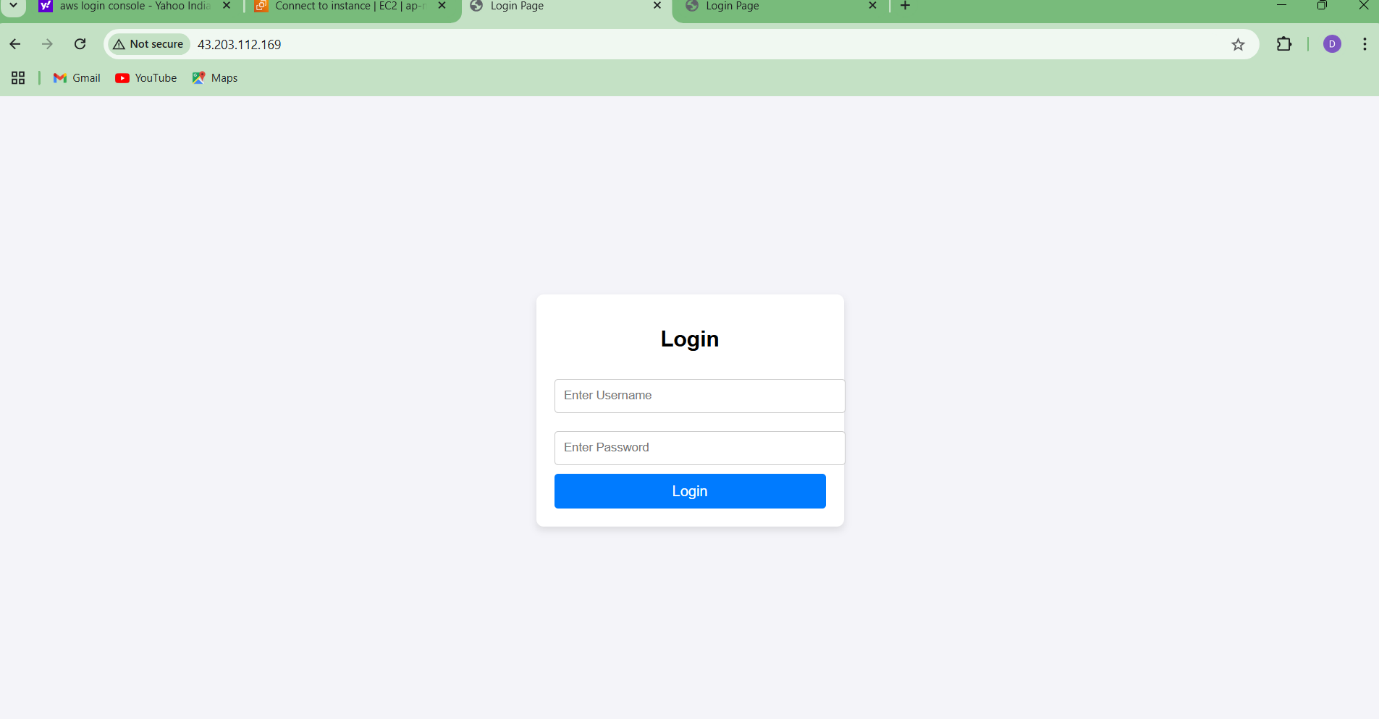 aws login console - Yahoo India
Connect to instance | EC2 | ap-n
Login Page
Login Page
Not secure
43.203.112.169
D
Gmail
YouTube
Maps
Login
Enter Username
Enter Password
Login